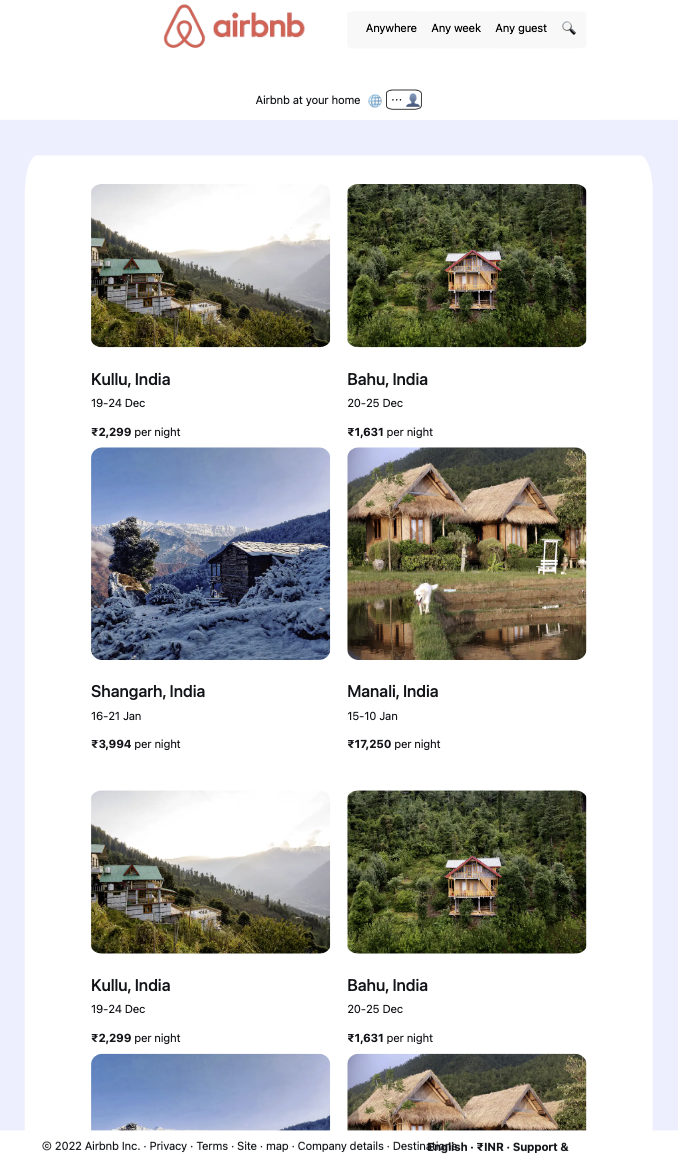 airbnb
Anywhere Any week Any guest
Airbnb at your home
Kullu, India
19-24 Dec
₹2,299 per night
Bahu, India
20-25 Dec
₹1,631 per night
Shangarh, India
16-21 Jan
₹3,994 per night
Manali, India
15-10 Jan
₹17,250 per night
Kullu, India
19-24 Dec
₹2,299 per night
Bahu, India
20-25 Dec
₹1,631 per night
© 2022 Airbnb Inc. · Privacy · Terms · Site · map · Company details ·
English · ₹INR · Support &